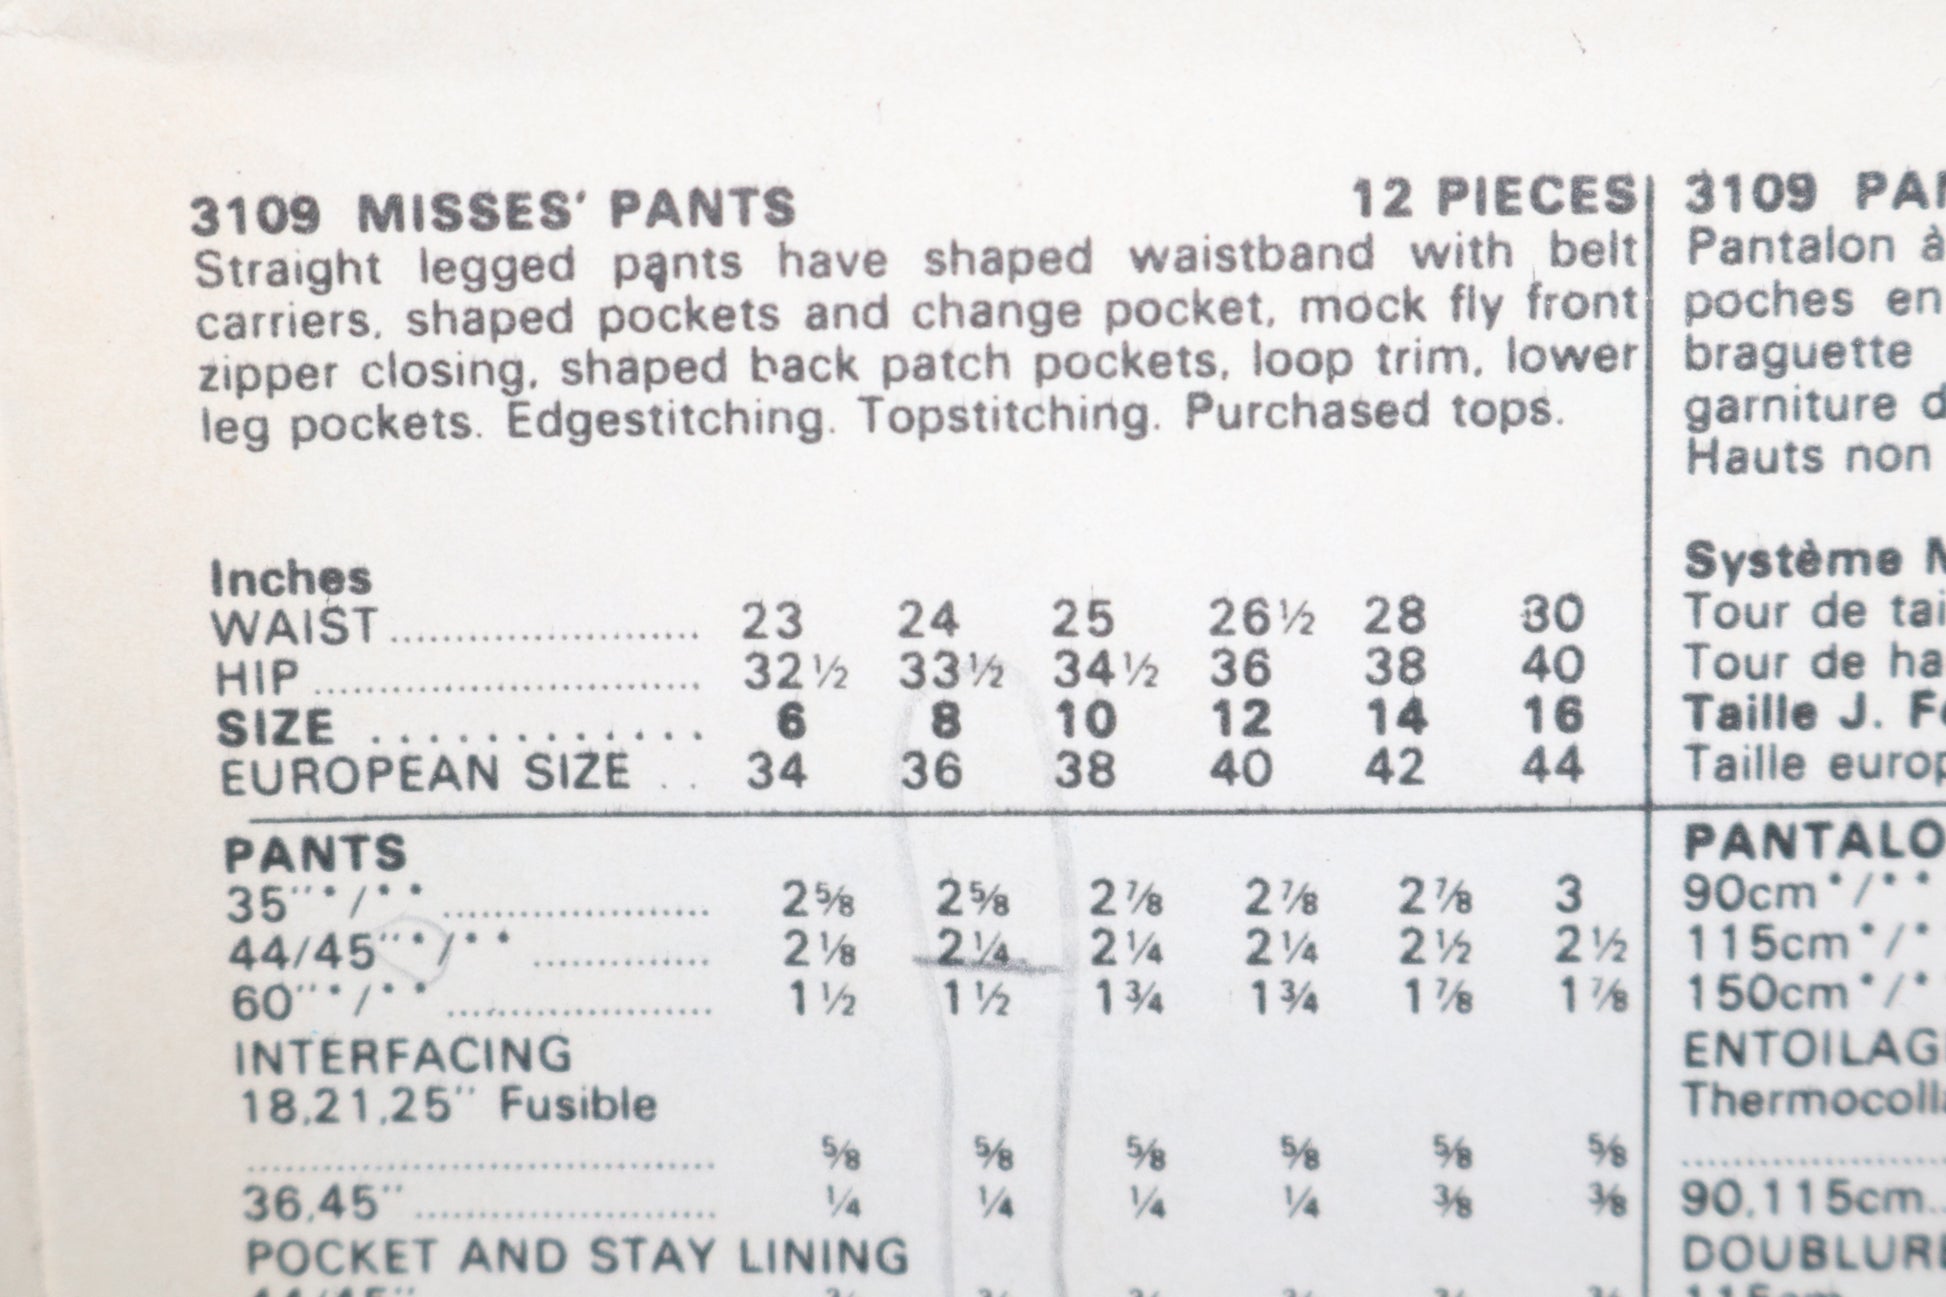 3109 MISSES' PANTS 12 PIECES
Straight legged pants have shaped waistband with belt
carriers, shaped pockets and change pocket, mock fly front
zipper closing, shaped back patch pockets, loop trim, lower
leg pockets. Edgestitching. Topstitching. Purchased tops.
Inches
WAIST........................ 23 24 25 26½ 28 30
HIP............................. 32½ 33½ 34½ 36 38 40
SIZE ............. 6 8 10 12 14 16
EUROPEAN SIZE .. 34 36 38 40 42 44
PANTS
35"*/** ..................... 2⅝ 2⅝ 2⅞ 2⅞ 2⅞ 3
44/45"*/** .............. 2⅛ 2¼ 2¼ 2¼ 2½ 2½
60"*/** ..................... 1½ 1½ 1¾ 1¾ 1⅞ 1⅞
INTERFACING
18,21,25" Fusible
..................................... ⅝ ⅝ ⅝ ⅝ ⅝ ⅝
36,45" ........................ ¼ ¼ ¼ ¼ ⅜ ⅜
POCKET AND STAY LINING
3109
Pantalon à
poches en
braguette
garniture
Hauts non
Système
Tour de
Tour de
Taille J.
Taille
90cm*/*
115cm*/*
150cm*/*
90,115cm..